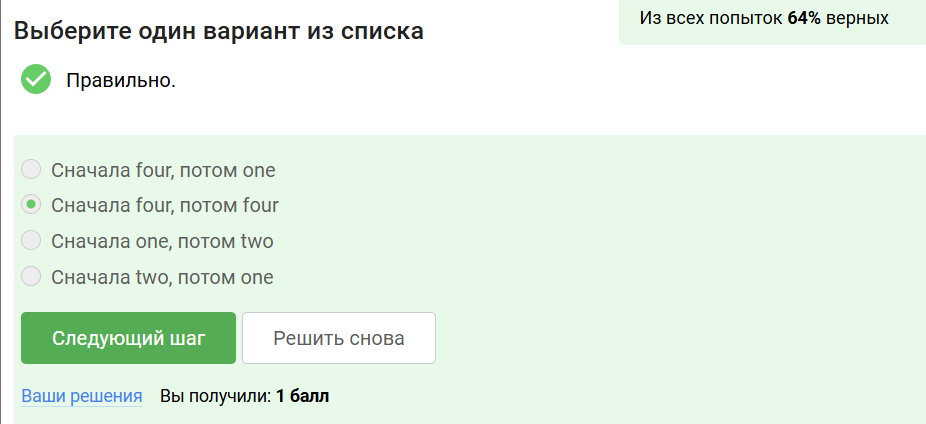 Из всех попыток 64% верных
Выберите один вариант из списка
Правильно.
Сначала four, потом one
Сначала four, потом four
Сначала one, потом two
Сначала two, потом one
Следующий шаг
Решить снова
Ваши решения Вы получили: 1 балл